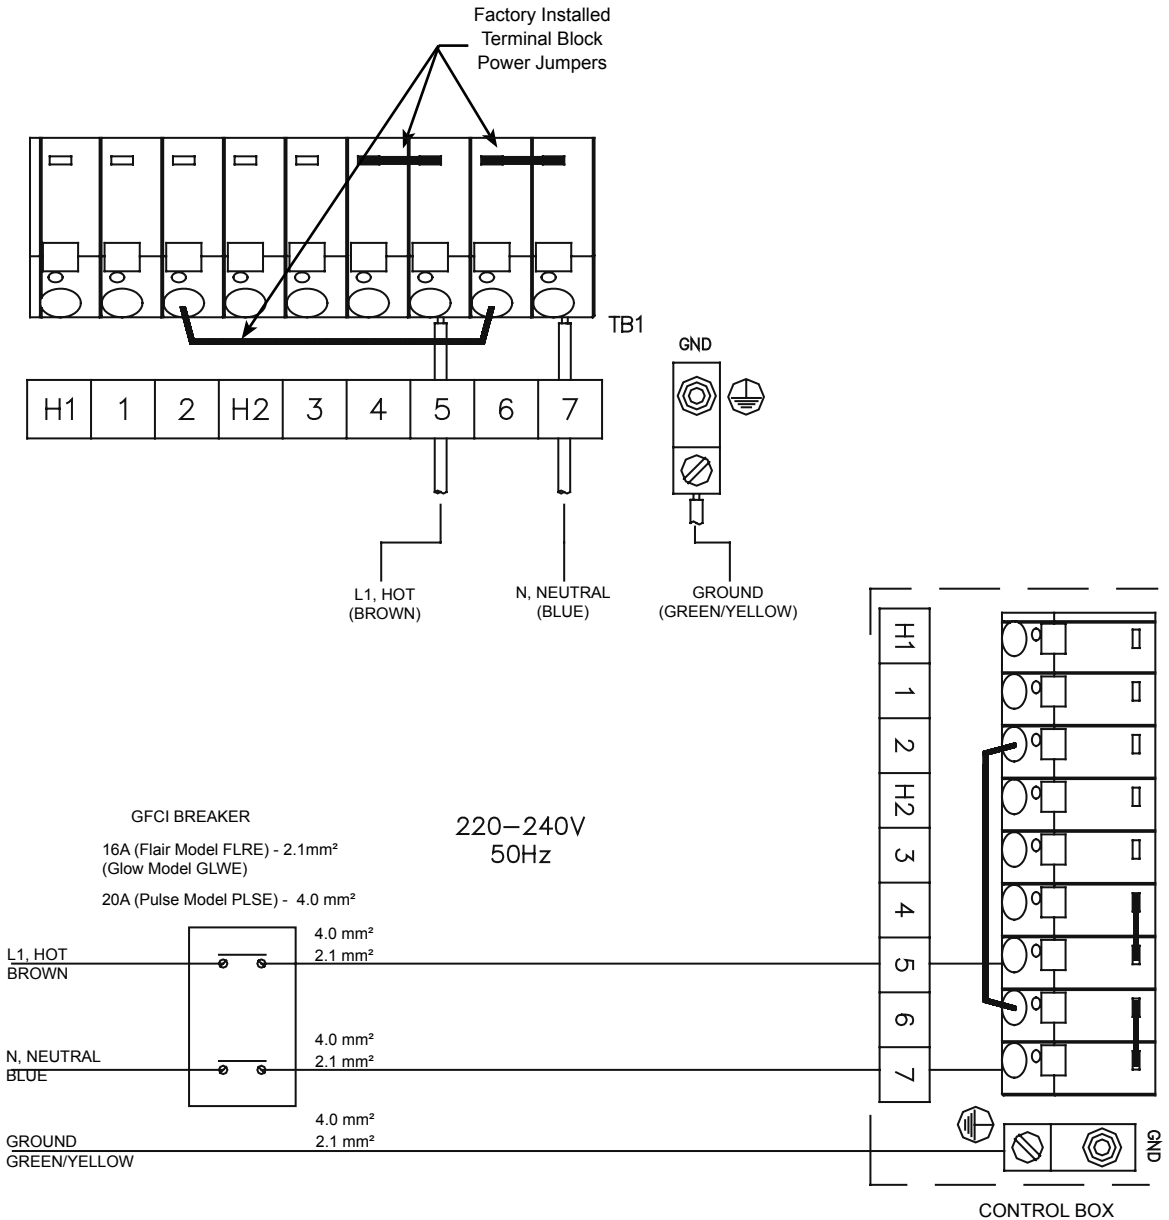 Factory Installed
Terminal Block
Power Jumpers
TB1
GND
H1 1 2 H2 3 4 5 6 7
L1, HOT
(BROWN)
N, NEUTRAL
(BLUE)
GROUND
(GREEN/YELLOW)
H1
1
2
H2
3
4
5
6
7
GFCI BREAKER
16A (Flair Model FLRE) - 2.1mm²
(Glow Model GLWE)
20A (Pulse Model PLSE) - 4.0 mm²
220-240V
50Hz
L1, HOT
BROWN
4.0 mm²
2.1 mm²
N, NEUTRAL
BLUE
4.0 mm²
2.1 mm²
GROUND
GREEN/YELLOW
4.0 mm²
2.1 mm²
GND
CONTROL BOX